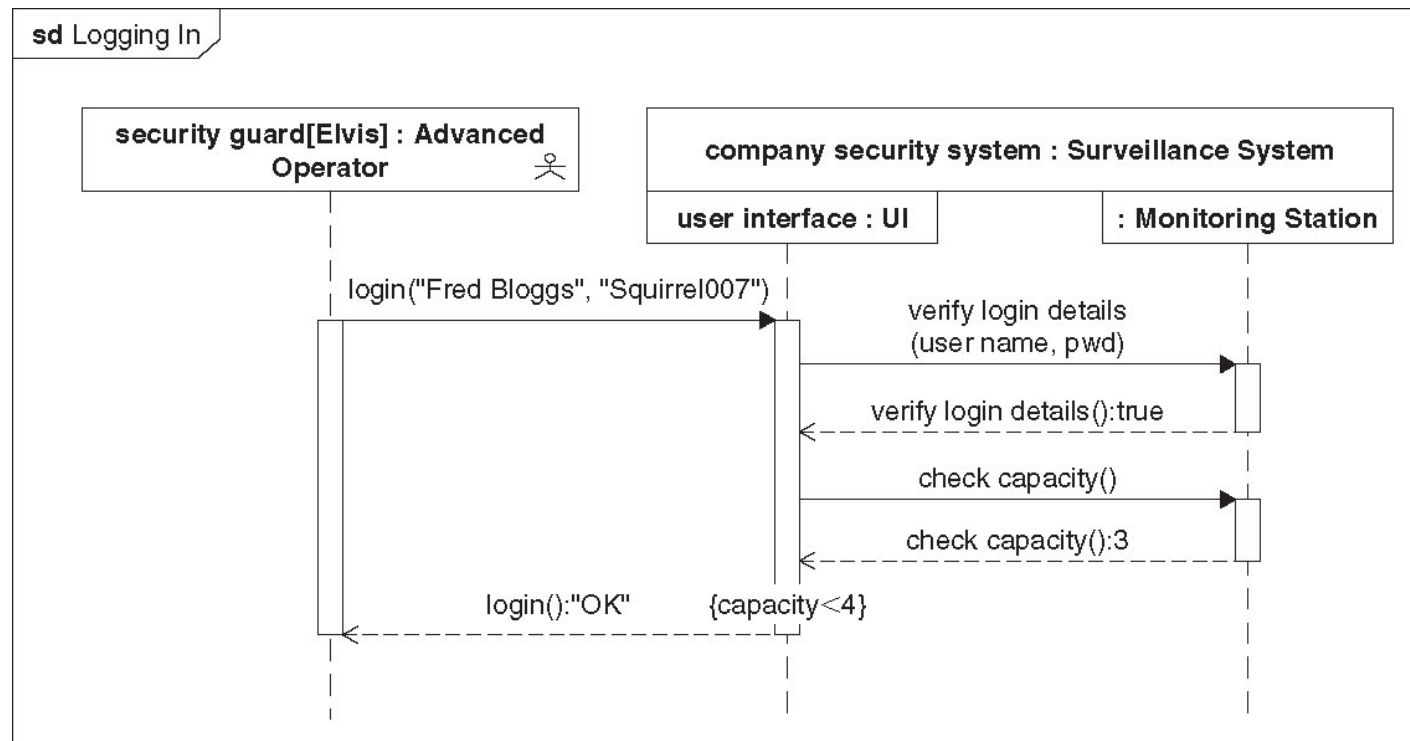 sd Logging In
security guard[Elvis] : Advanced
Operator
company security system : Surveillance System
user interface : UI
: Monitoring Station
login("Fred Bloggs", "Squirrel007")
verify login details
(user name, pwd)
verify login details():true
check capacity()
check capacity():3
login():"OK"
{capacity<4}